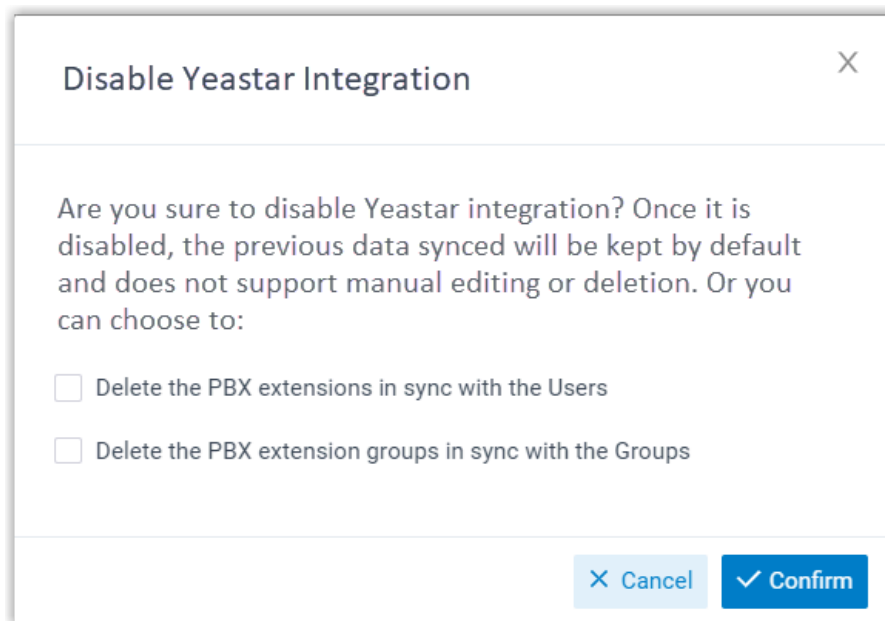 Disable Yeastar Integration
Are you sure to disable Yeastar integration? Once it is
disabled, the previous data synced will be kept by default
and does not support manual editing or deletion. Or you
can choose to:
Delete the PBX extensions in sync with the Users
Delete the PBX extension groups in sync with the Groups
Cancel
Confirm